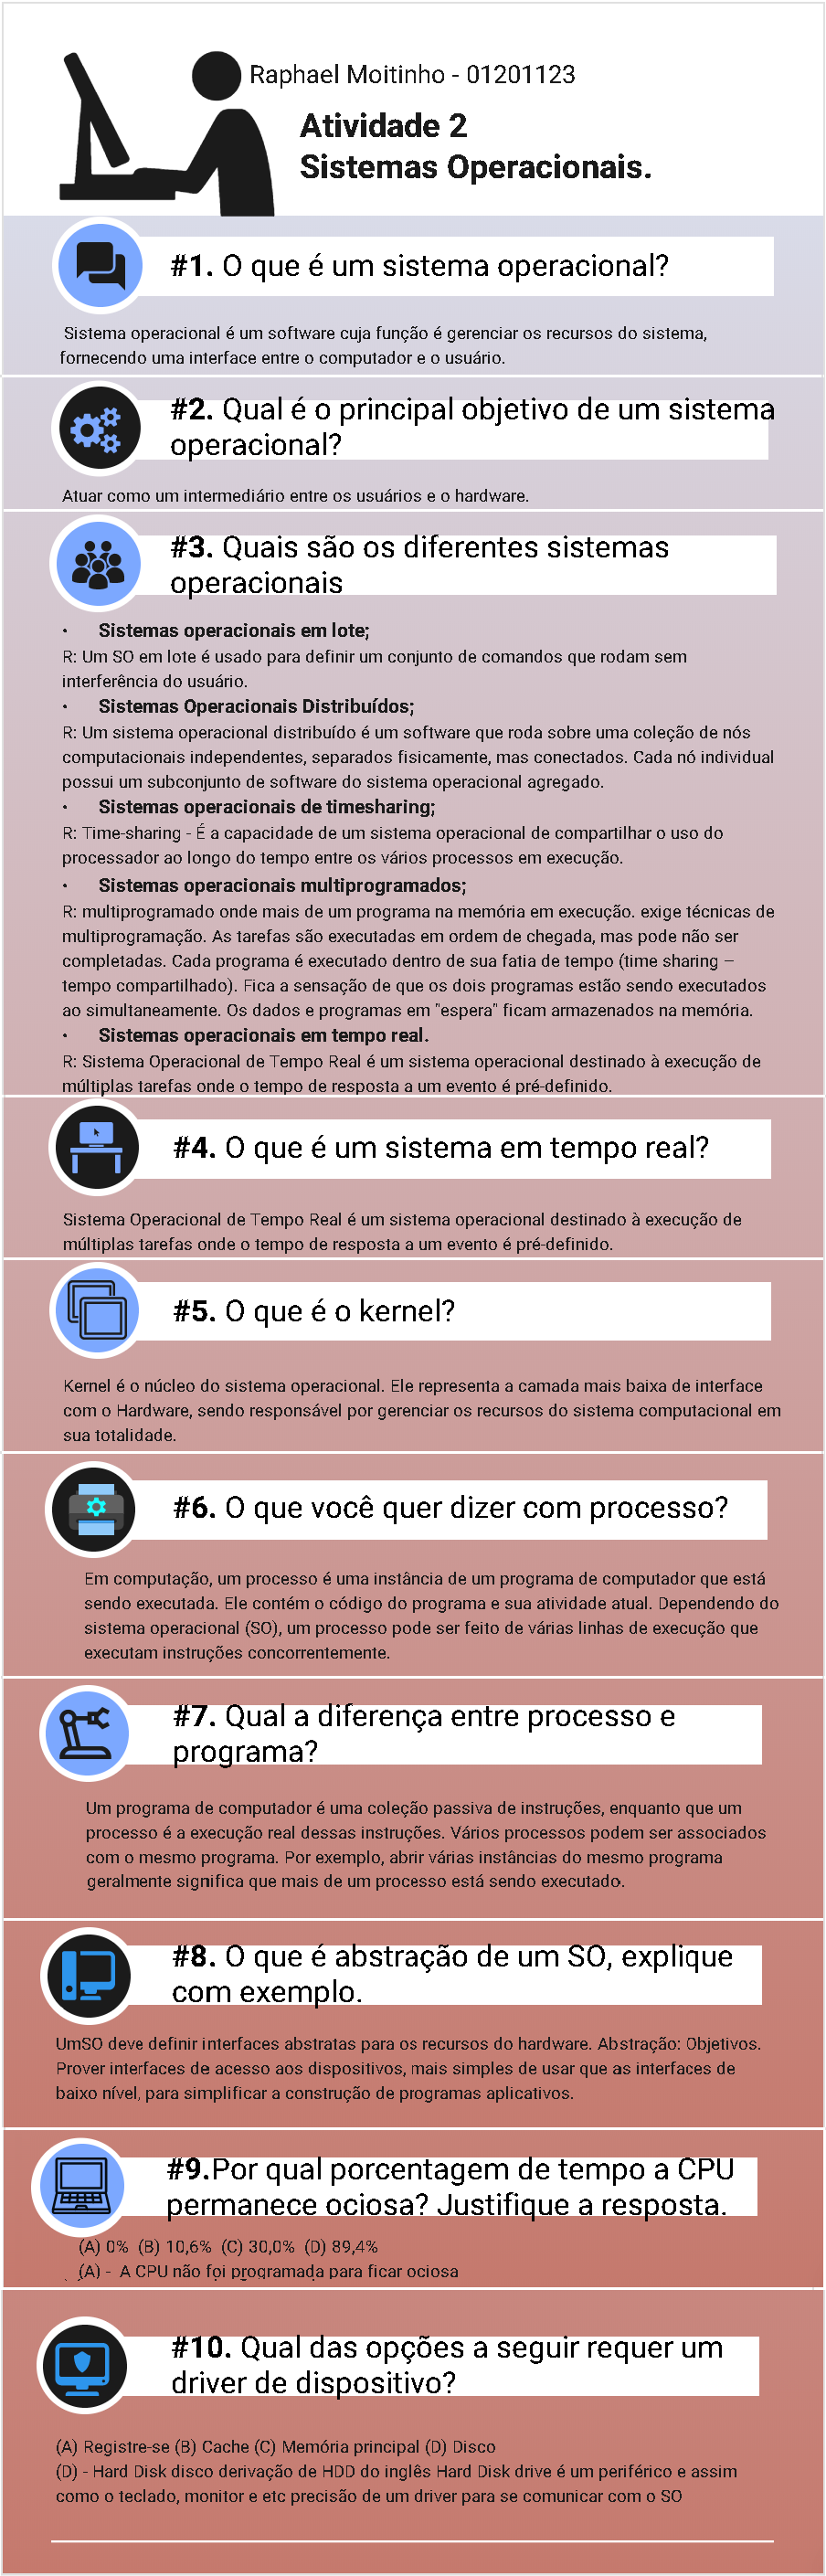 Raphael Moitinho - 01201123
Atividade 2
Sistemas Operacionais.
#1. O que é um sistema operacional?
Sistema operacional é um software cuja função é gerenciar os recursos do sistema,
fornecendo uma interface entre o computador e o usuário.
#2. Qual é o principal objetivo de um sistema
operacional?
Atuar como um intermediário entre os usuários e o hardware.
#3. Quais são os diferentes sistemas
operacionais
• Sistemas operacionais em lote;
R: Um SO em lote é usado para definir um conjunto de comandos que rodam sem
interferência do usuário.
• Sistemas Operacionais Distribuídos;
R: Um sistema operacional distribuído é um software que roda sobre uma coleção de nós
computacionais independentes, separados fisicamente, mas conectados. Cada nó individual
possui um subconjunto de software do sistema operacional agregado.
• Sistemas operacionais de timesharing;
R: Time-sharing - É a capacidade de um sistema operacional de compartilhar o uso do
processador ao longo do tempo entre os vários processos em execução.
• Sistemas operacionais multiprogramados;
R: multiprogramado onde mais de um programa na memória em execução. exige técnicas de
multiprogramação. As tarefas são executadas em ordem de chegada, mas pode não ser
completadas. Cada programa é executado dentro de sua fatia de tempo (time sharing –
tempo compartilhado). Fica a sensação de que os dois programas estão sendo executados
ao simultaneamente. Os dados e programas em "espera" ficam armazenados na memória.
• Sistemas operacionais em tempo real.
R: Sistema Operacional de Tempo Real é um sistema operacional destinado à execução de
múltiplas tarefas onde o tempo de resposta a um evento é pré-definido.
#4. O que é um sistema em tempo real?
Sistema Operacional de Tempo Real é um sistema operacional destinado à execução de
múltiplas tarefas onde o tempo de resposta a um evento é pré-definido.
#5. O que é o kernel?
Kernel é o núcleo do sistema operacional. Ele representa a camada mais baixa de interface
com o Hardware, sendo responsável por gerenciar os recursos do sistema computacional em
sua totalidade.
#6. O que você quer dizer com processo?
Em computação, um processo é uma instância de um programa de computador que está
sendo executada. Ele contém o código do programa e sua atividade atual. Dependendo do
sistema operacional (SO), um processo pode ser feito de várias linhas de execução que
executam instruções concorrentemente.
#7. Qual a diferença entre processo e
programa?
Um programa de computador é uma coleção passiva de instruções, enquanto que um
processo é a execução real dessas instruções. Vários processos podem ser associados
com o mesmo programa. Por exemplo, abrir várias instâncias do mesmo programa
geralmente significa que mais de um processo está sendo executado.
#8. O que é abstração de um SO, explique
com exemplo.
UmSO deve definir interfaces abstratas para os recursos do hardware. Abstração: Objetivos.
Prover interfaces de acesso aos dispositivos, mais simples de usar que as interfaces de
baixo nível, para simplificar a construção de programas aplicativos.
#9.Por qual porcentagem de tempo a CPU
permanece ociosa? Justifique a resposta.
(A) 0% (B) 10,6% (C) 30,0% (D) 89,4%
(A) - A CPU não foi programada para ficar ociosa
#10. Qual das opções a seguir requer um
driver de dispositivo?
(A) Registre-se (B) Cache (C) Memória principal (D) Disco
(D) - Hard Disk disco derivação de HDD do inglês Hard Disk drive é um periférico e assim
como o teclado, monitor e etc precisão de um driver para se comunicar com o SO